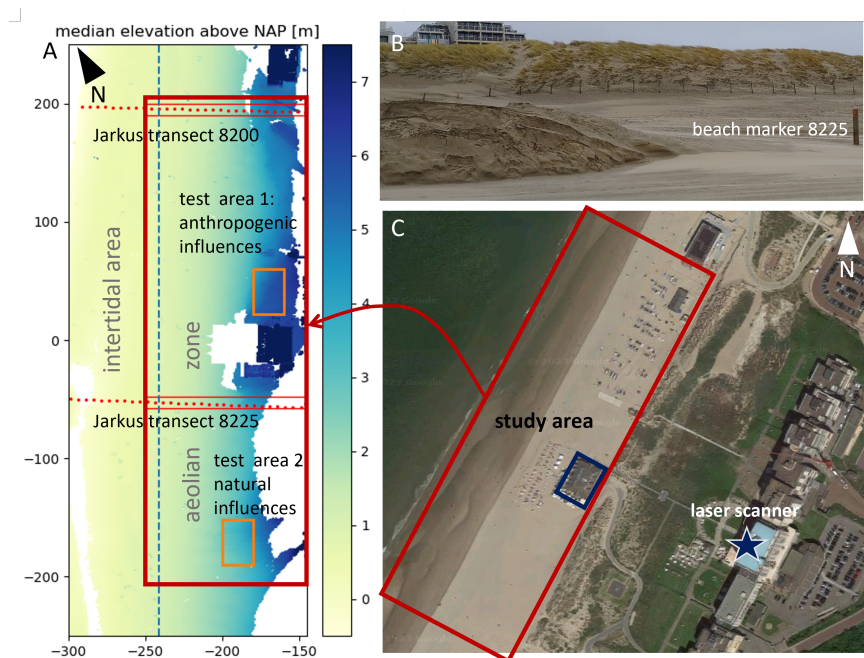 median elevation above NAP [m]
A
N
200
100
0
−100
−200
−300
−250
−200
−150
Jarkus transect 8200
test area 1:
anthropogenic
influences
intertidal area
zone
Jarkus transect 8225
test area 2
natural
influences
aeolian
7
6
5
4
3
2
1
0
B
beach marker 8225
C
N
study area
laser scanner